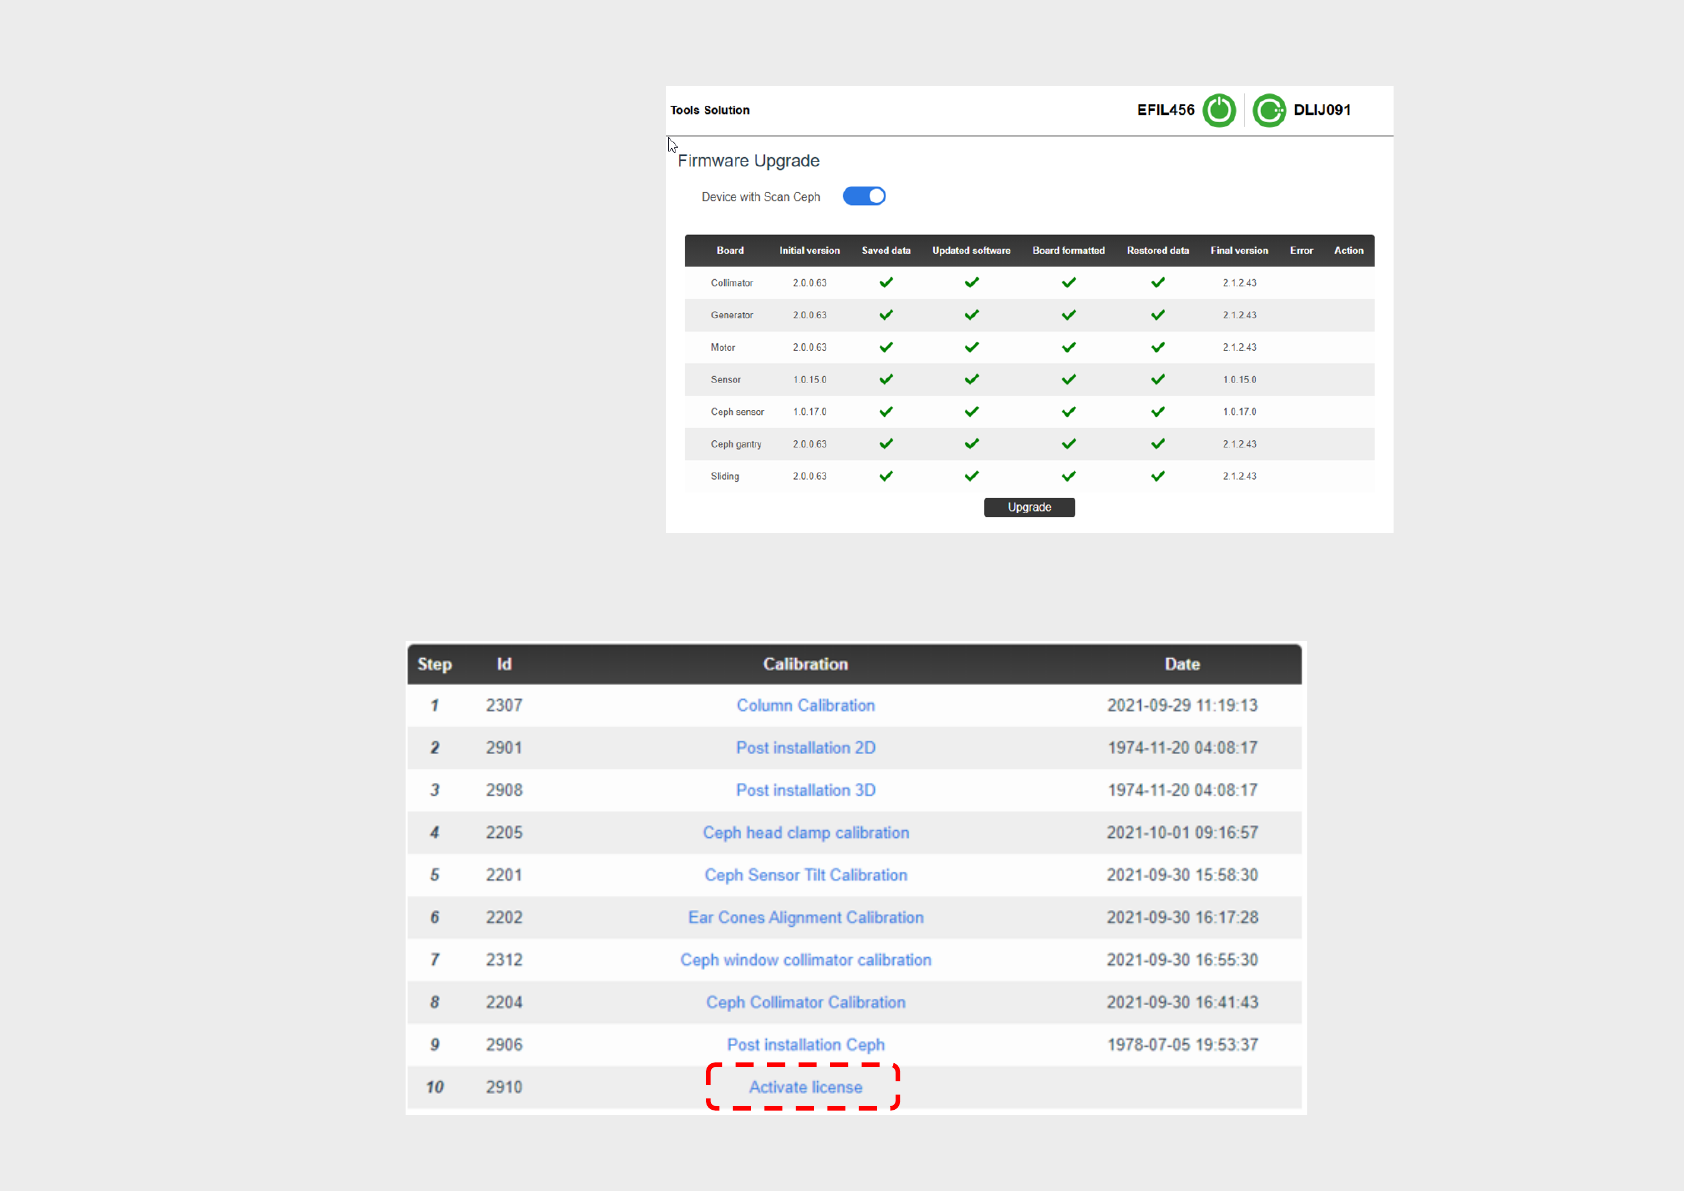 Tools Solution EFIL456 DLIJ091
Firmware Upgrade
Device with Scan Ceph
Board Initial version Saved data Updated software Board formatted Restored data Final version Error Action
Collimator 2.0.0.63 2.1.2.43
Generator 2.0.0.63 2.1.2.43
Motor 2.0.0.63 2.1.2.43
Sensor 1.0.15.0 1.0.15.0
Ceph sensor 1.0.17.0 1.0.17.0
Ceph gantry 2.0.0.63 2.1.2.43
Sliding 2.0.0.63 2.1.2.43
Upgrade
Step Id Calibration Date
1 2307 Column Calibration 2021-09-29 11:19:13
2 2901 Post installation 2D 1974-11-20 04:08:17
3 2908 Post installation 3D 1974-11-20 04:08:17
4 2205 Ceph head clamp calibration 2021-10-01 09:16:57
5 2201 Ceph Sensor Tilt Calibration 2021-09-30 15:58:30
6 2202 Ear Cones Alignment Calibration 2021-09-30 16:17:28
7 2312 Ceph window collimator calibration 2021-09-30 16:55:30
8 2204 Ceph Collimator Calibration 2021-09-30 16:41:43
9 2906 Post installation Ceph 1978-07-05 19:53:37
10 2910 Activate license